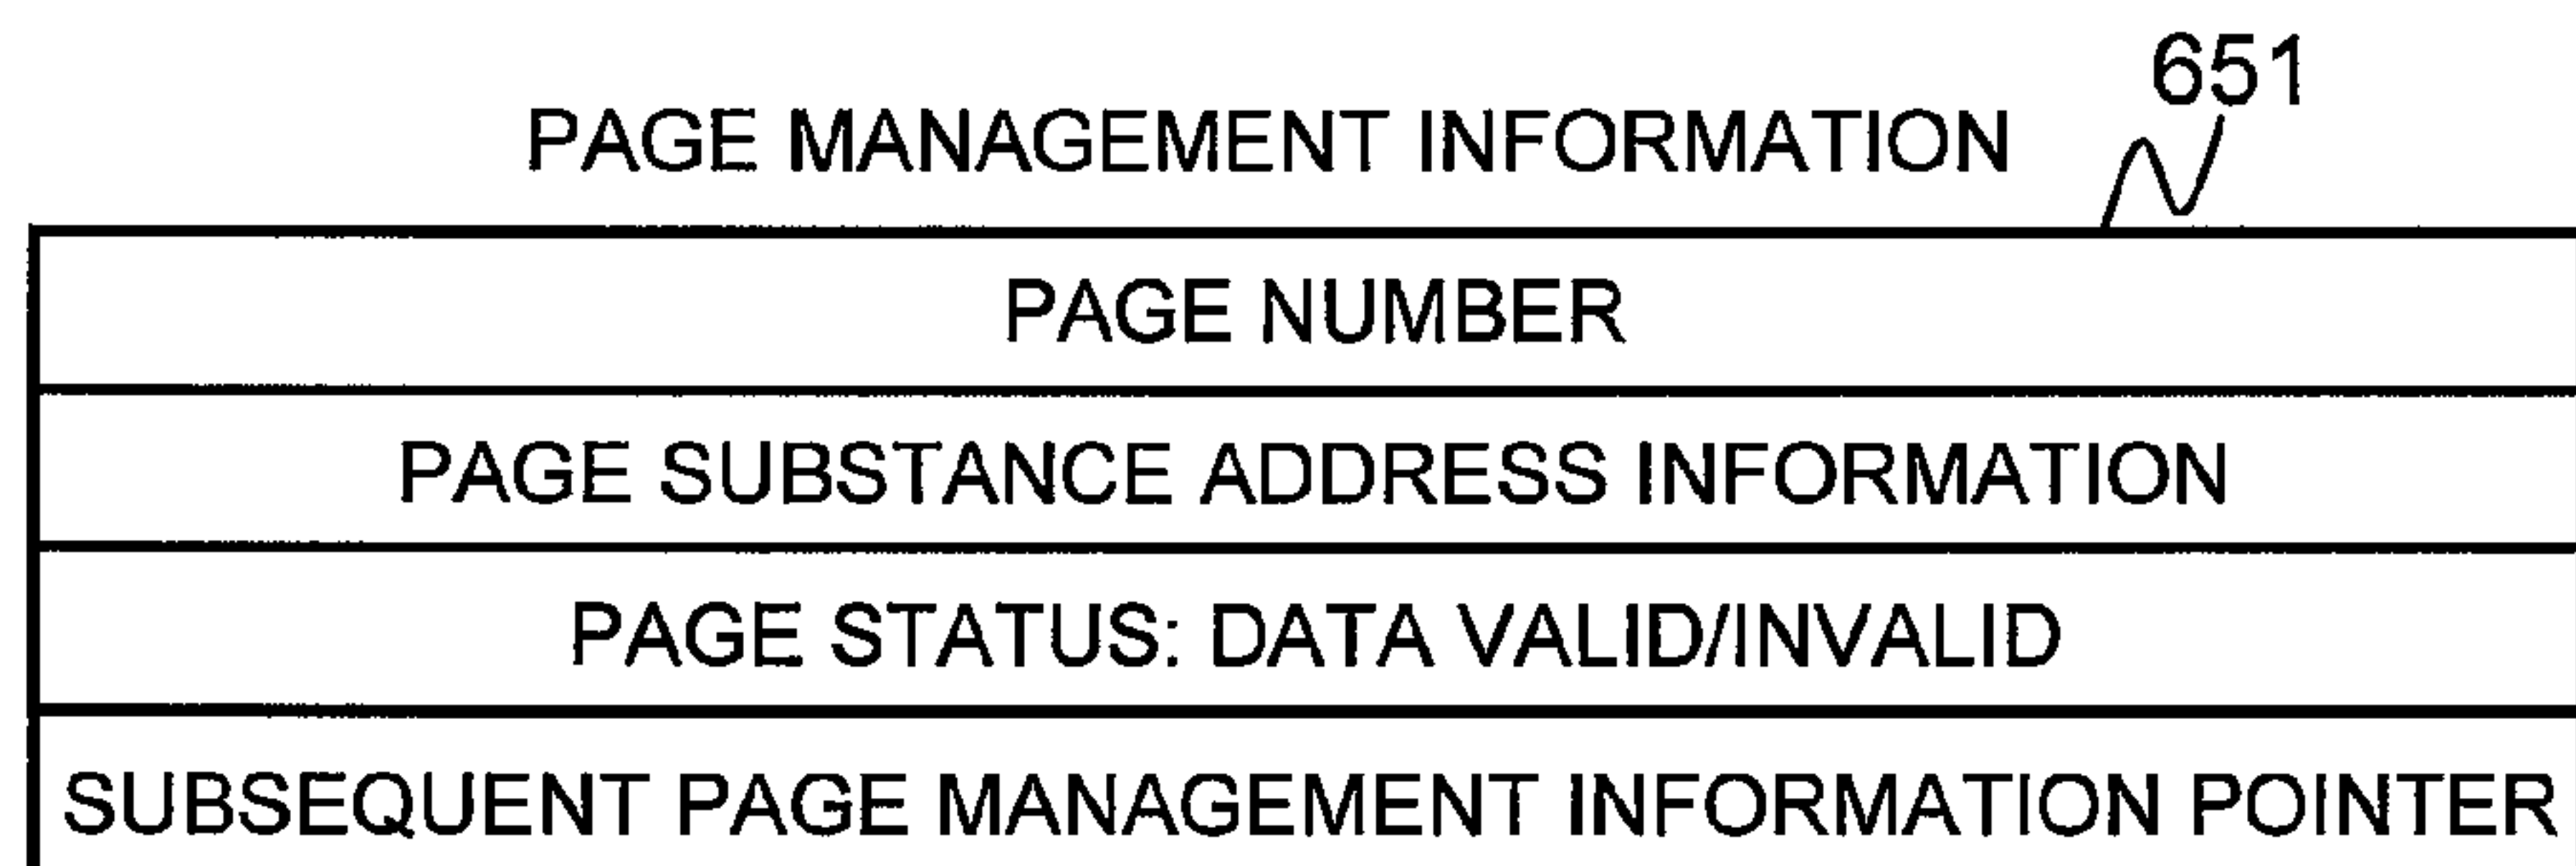 651
PAGE MANAGEMENT INFORMATION
PAGE NUMBER
PAGE SUBSTANCE ADDRESS INFORMATION
PAGE STATUS: DATA VALID/INVALID
SUBSEQUENT PAGE MANAGEMENT INFORMATION POINTER